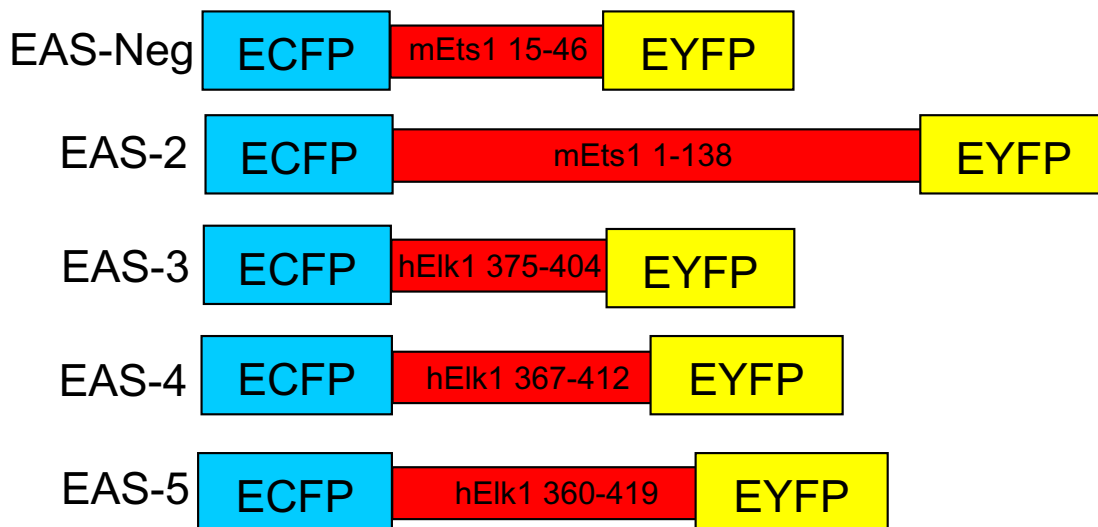 EAS-Neg ECFP mEts1 15-46 EYFP
EAS-2 ECFP mEts1 1-138 EYFP
EAS-3 ECFP hElk1 375-404 EYFP
EAS-4 ECFP hElk1 367-412 EYFP
EAS-5 ECFP hElk1 360-419 EYFP